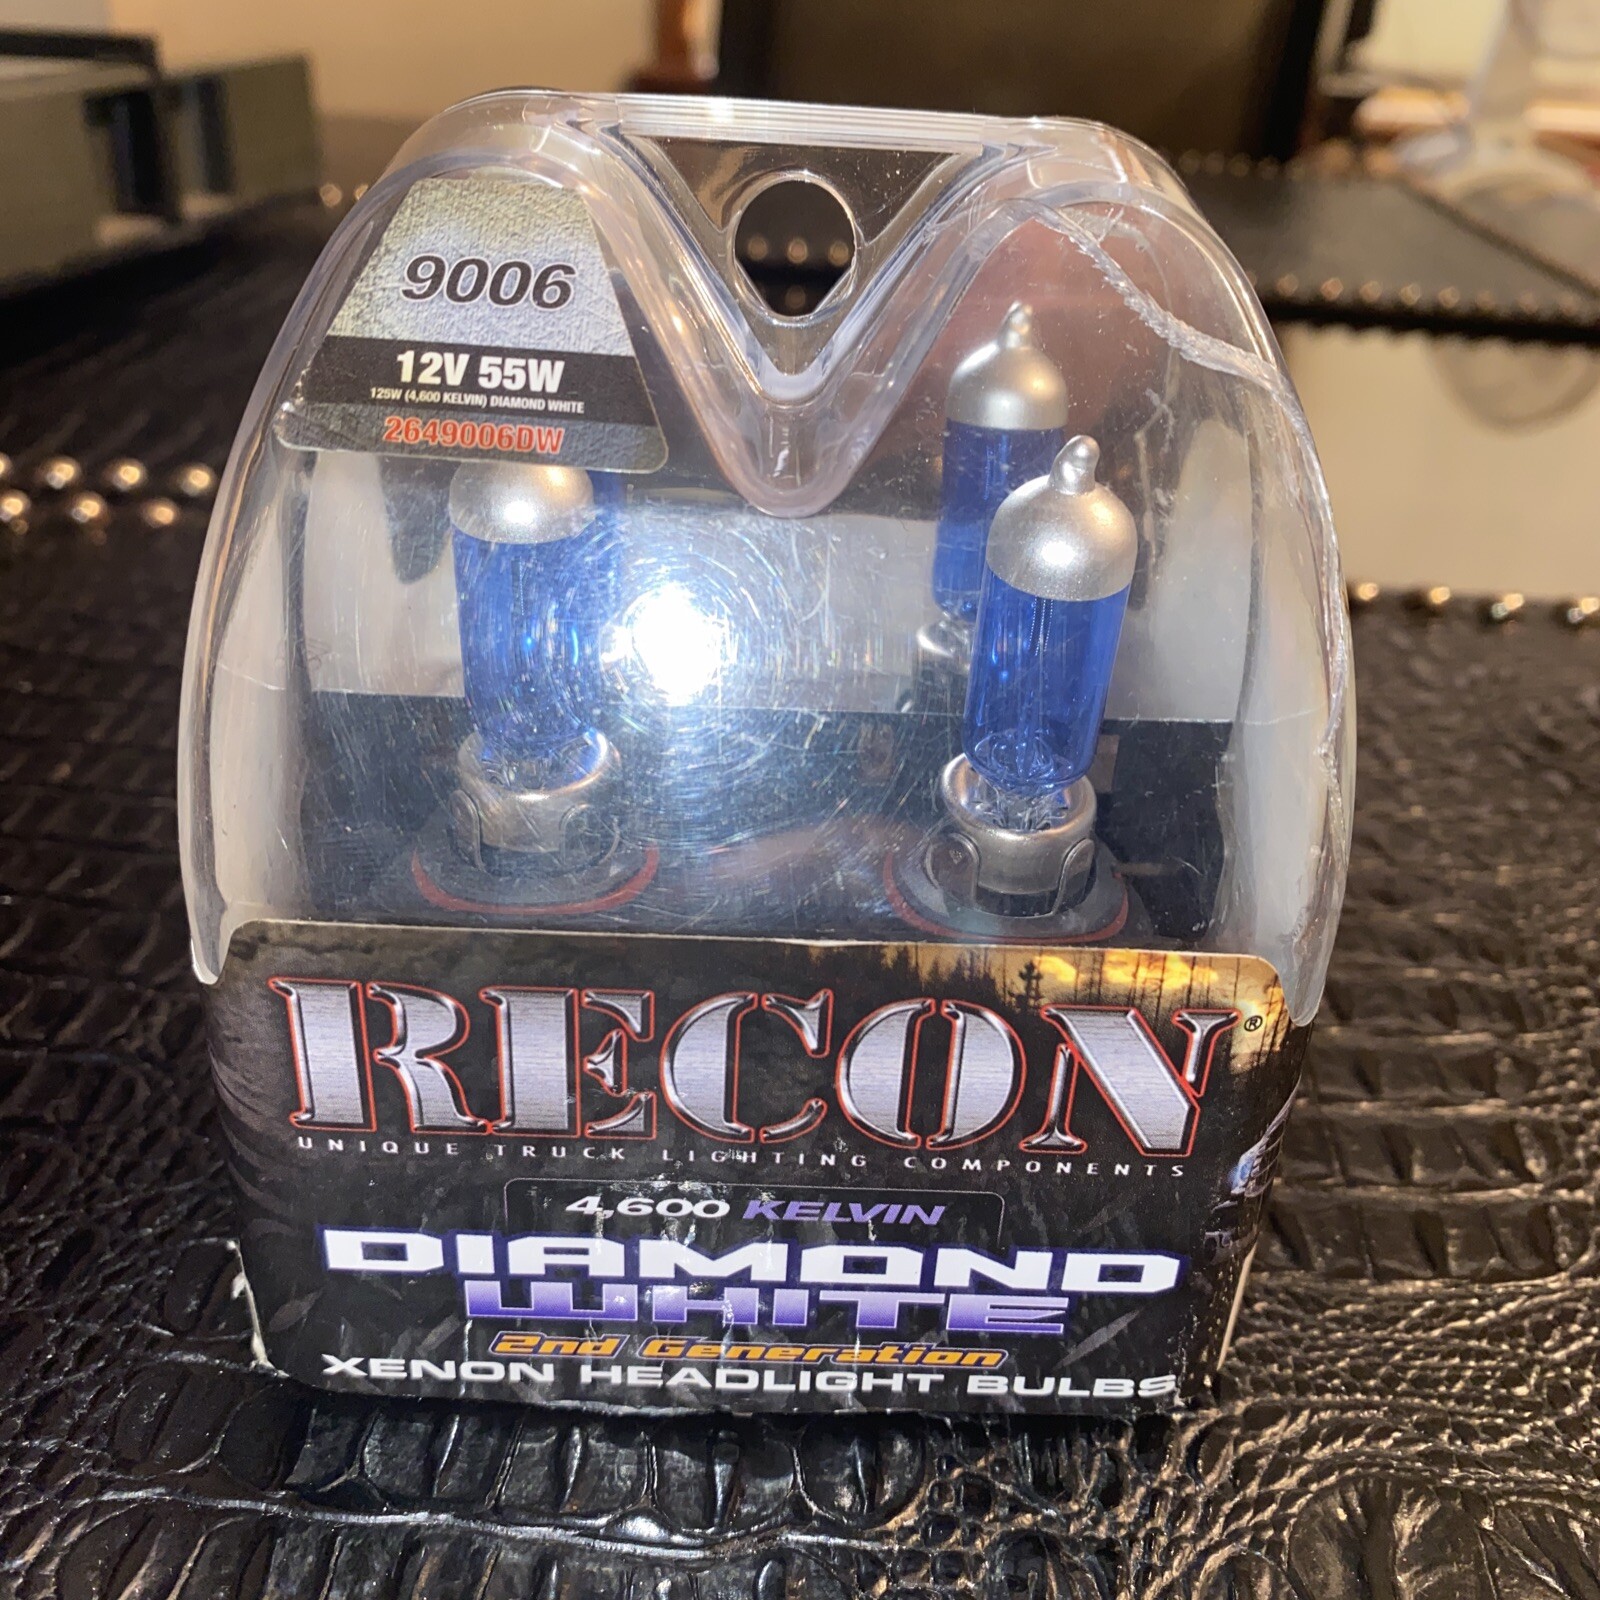 9006
12V 55W
125W (4,600 KELVIN) DIAMOND WHITE
2649006DW
RECON®
UNIQUE TRUCK LIGHTING COMPONENTS
4,600 KELVIN
DIAMOND
WHITE
2nd Generation
XENON HEADLIGHT BULBS